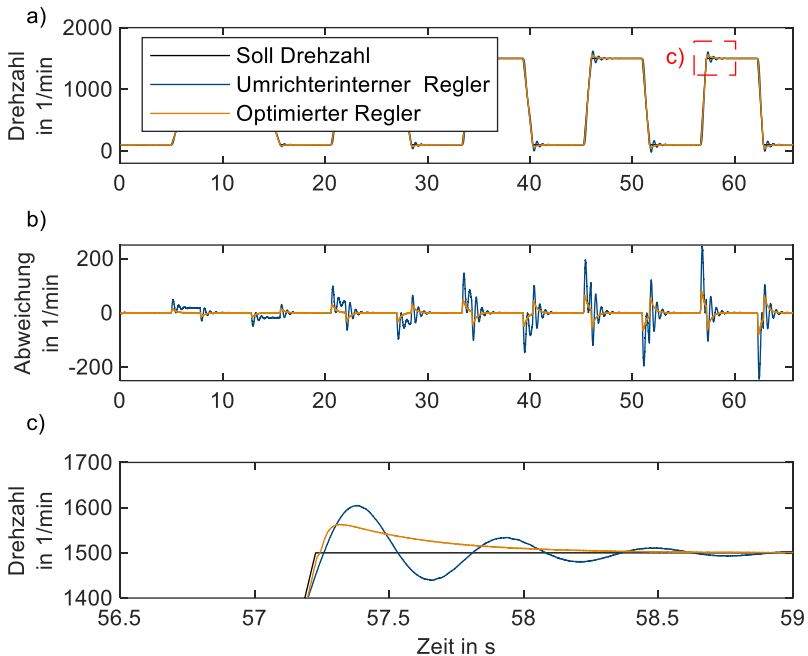 a)
Drehzahl
in 1/min
2000
1000
0
Soll Drehzahl
Umrichterinterner Regler
Optimierter Regler
c)
0 10 20 30 40 50 60
b)
Abweichung
in 1/min
200
0
-200
0 10 20 30 40 50 60
c)
Drehzahl
in 1/min
1700
1600
1500
1400
56.5 57 57.5 58 58.5 59
Zeit in s